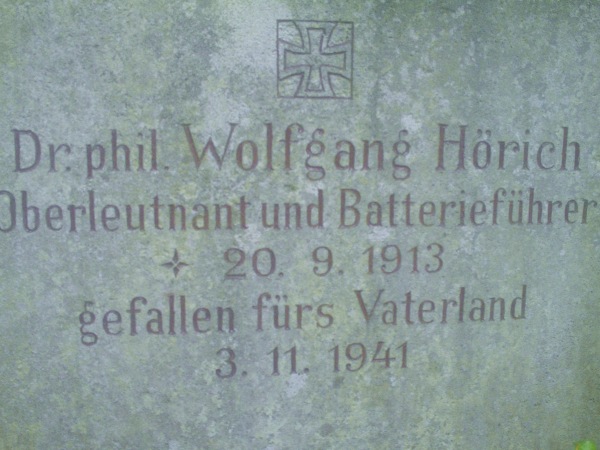 Dr. phil. Wolfgang Hörich
Oberleutnant und Batterieführer
20. 9. 1913
gefallen fürs Vaterland
3. 11. 1941